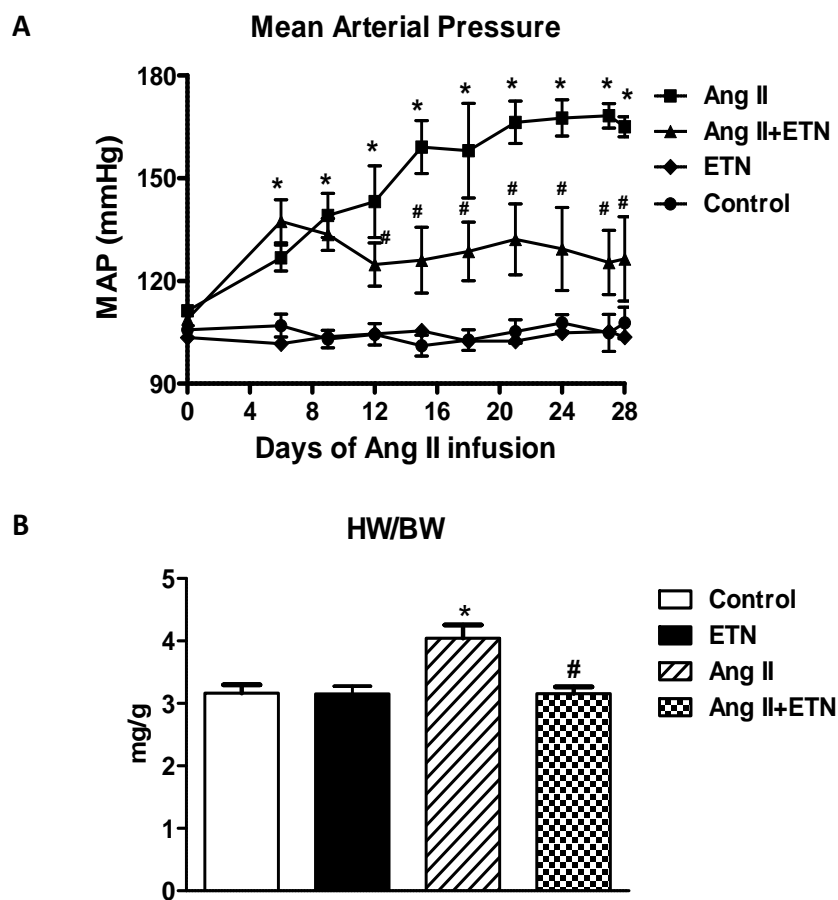 A
Mean Arterial Pressure
MAP (mmHg)
180
150
120
90
* * * * * * * * * *
# # # # # # # #
0 4 8 12 16 20 24 28
Days of Ang II infusion
Ang II
Ang II+ETN
ETN
Control
B
HW/BW
mg/g
5
4
3
2
1
0
*
#
Control
ETN
Ang II
Ang II+ETN